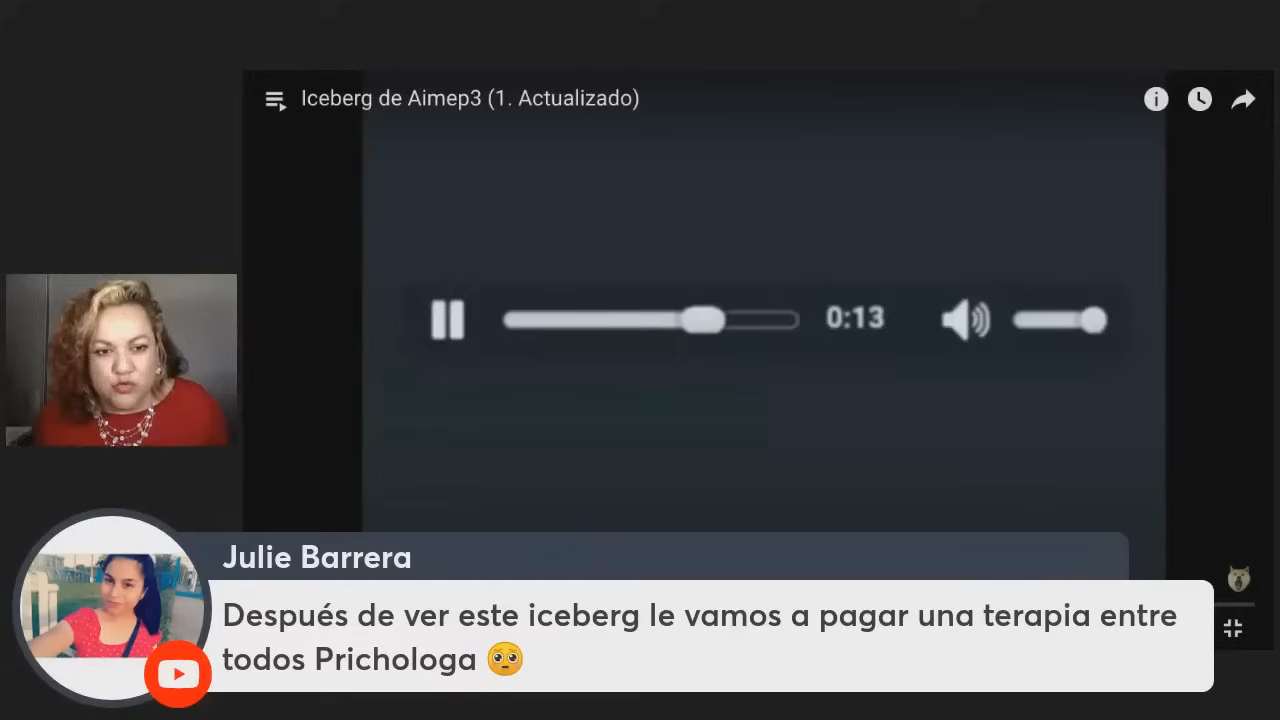 Iceberg de Aimep3 (1. Actualizado)
0:13
Julie Barrera
Después de ver este iceberg le vamos a pagar una terapia entre
todos Prichologa 🥺